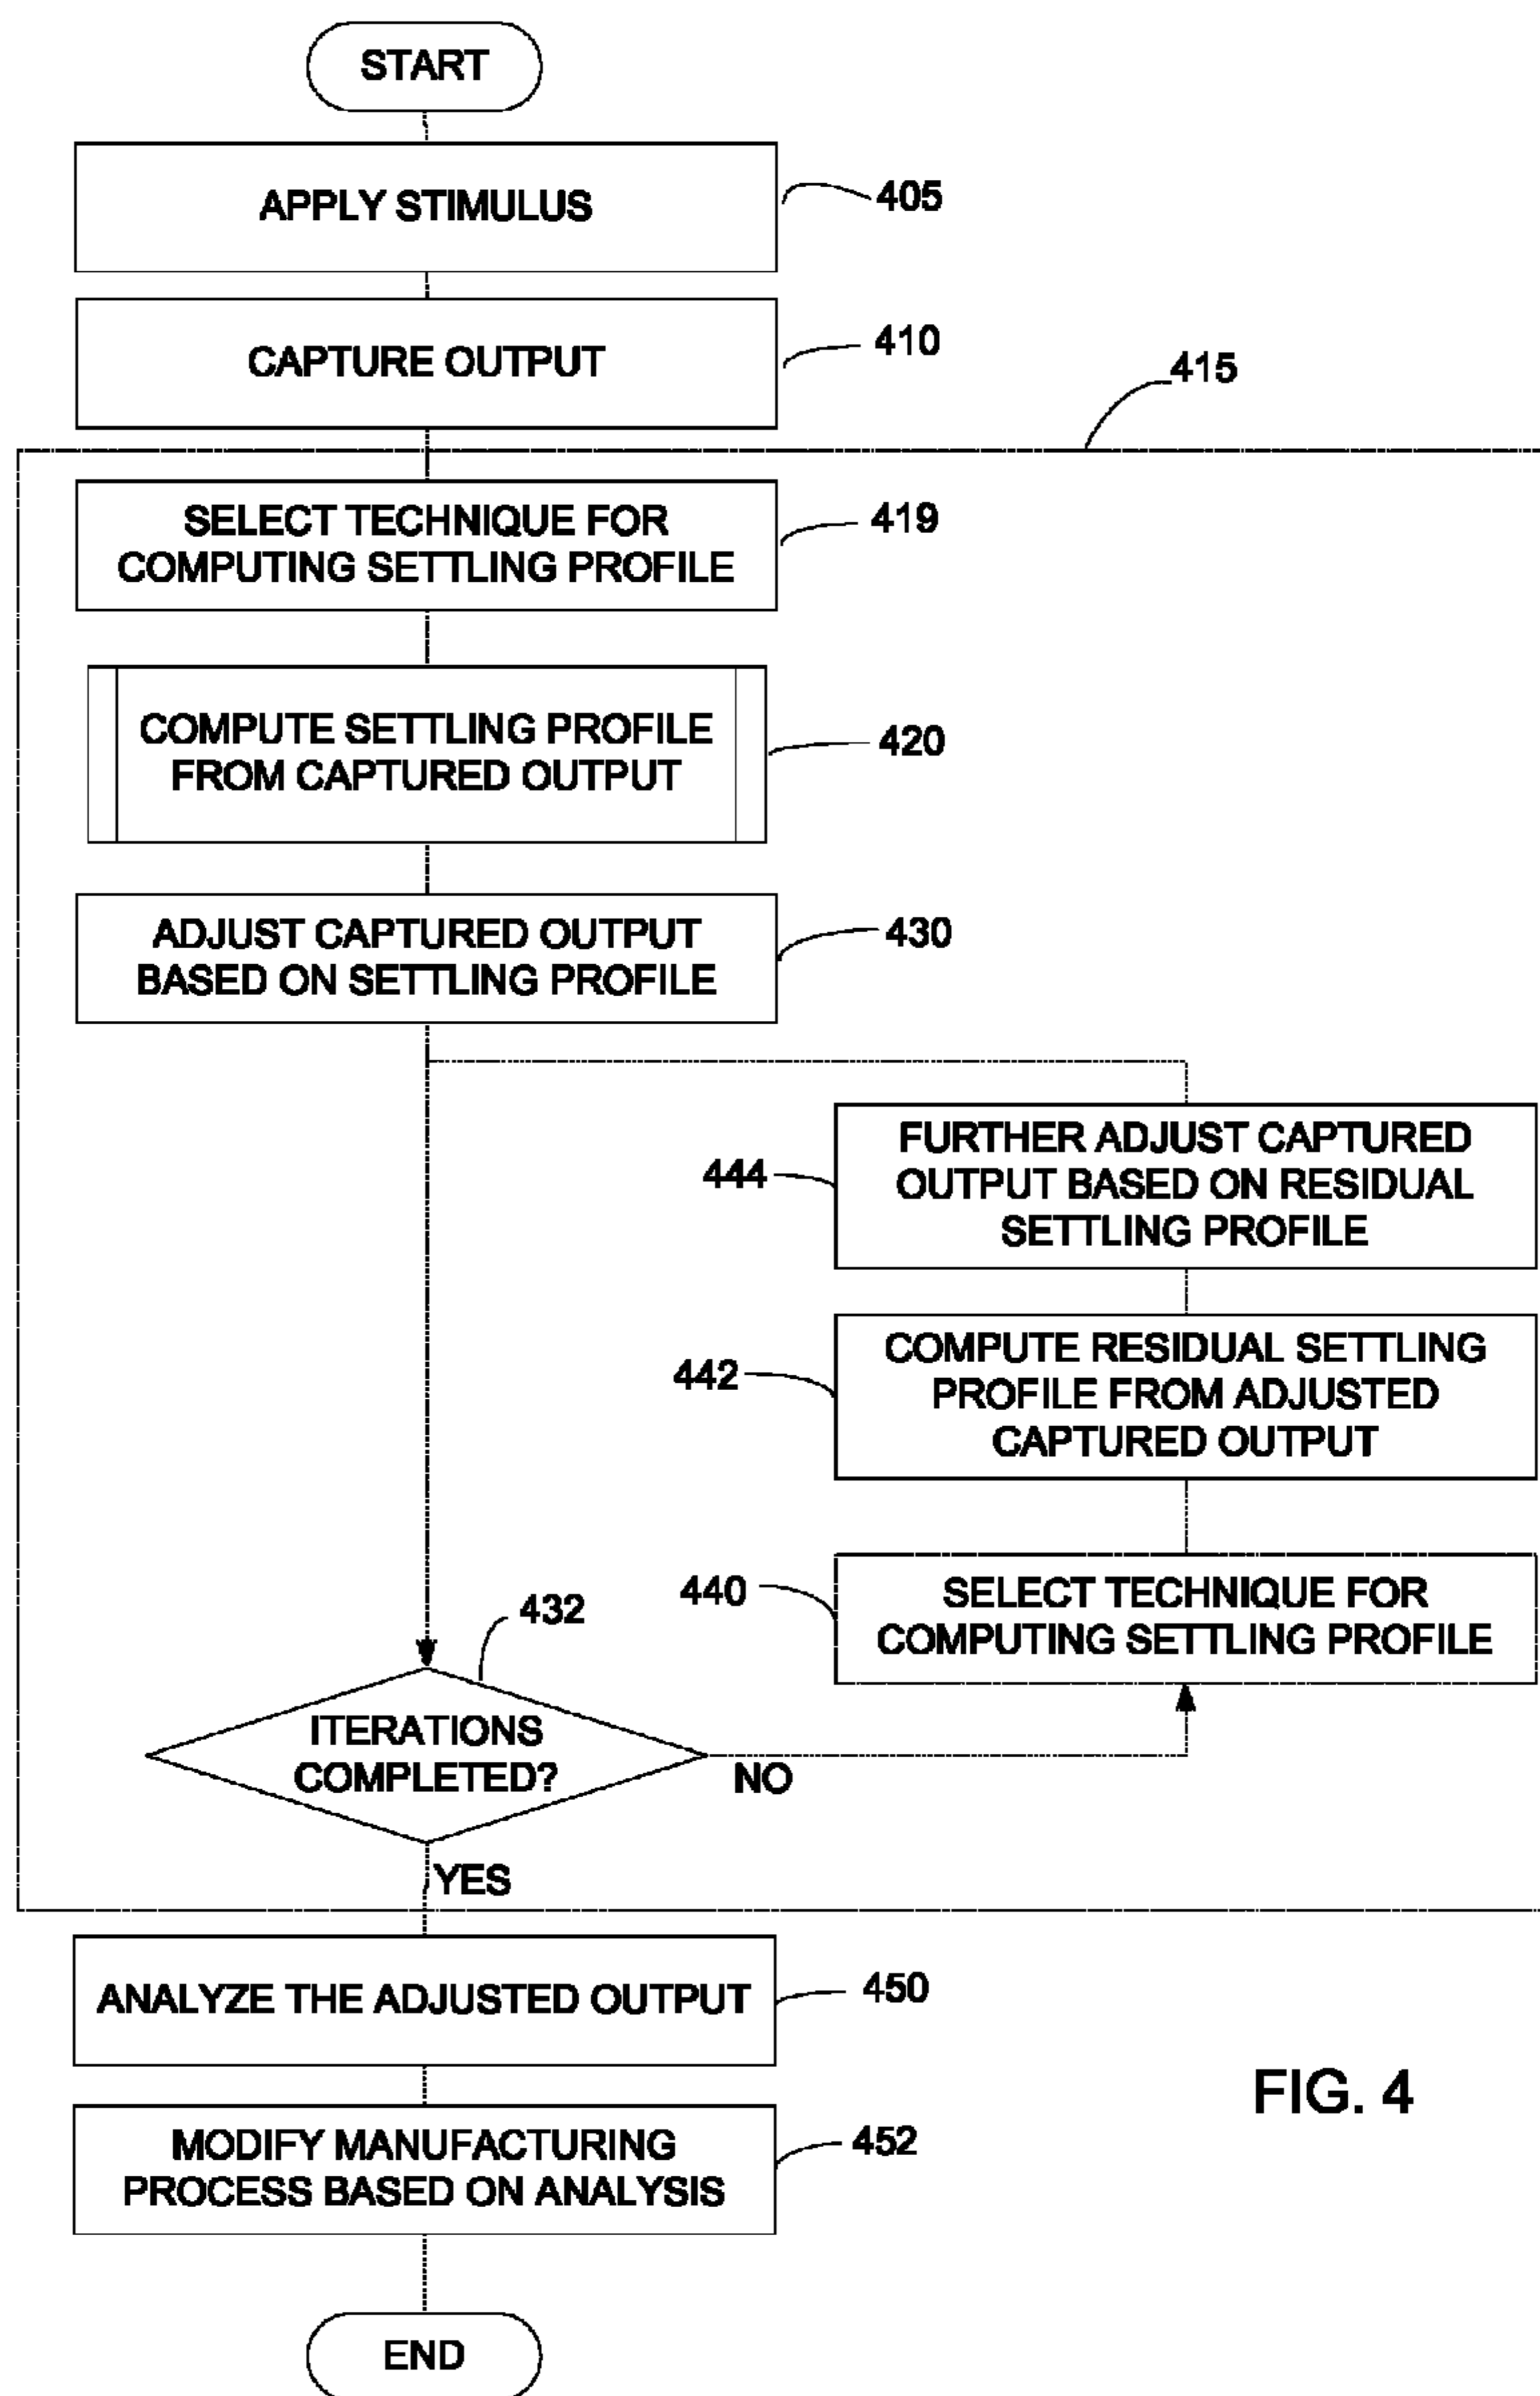 START
APPLY STIMULUS
405
CAPTURE OUTPUT
410
415
SELECT TECHNIQUE FOR
COMPUTING SETTLING PROFILE
419
COMPUTE SETTLING PROFILE
FROM CAPTURED OUTPUT
420
ADJUST CAPTURED OUTPUT
BASED ON SETTLING PROFILE
430
FURTHER ADJUST CAPTURED
OUTPUT BASED ON RESIDUAL
SETTLING PROFILE
444
COMPUTE RESIDUAL SETTLING
PROFILE FROM ADJUSTED
CAPTURED OUTPUT
442
SELECT TECHNIQUE FOR
COMPUTING SETTLING PROFILE
440
432
ITERATIONS
COMPLETED?
NO
YES
ANALYZE THE ADJUSTED OUTPUT
450
MODIFY MANUFACTURING
PROCESS BASED ON ANALYSIS
452
END
FIG. 4